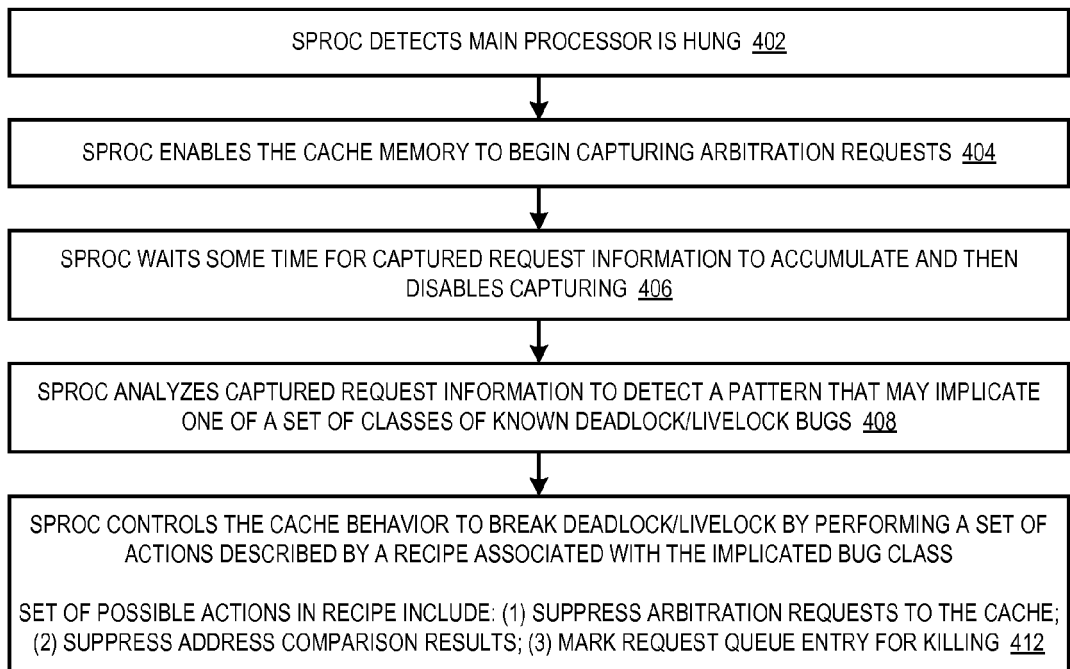 SPROC DETECTS MAIN PROCESSOR IS HUNG 402
SPROC ENABLES THE CACHE MEMORY TO BEGIN CAPTURING ARBITRATION REQUESTS 404
SPROC WAITS SOME TIME FOR CAPTURED REQUEST INFORMATION TO ACCUMULATE AND THEN
DISABLES CAPTURING 406
SPROC ANALYZES CAPTURED REQUEST INFORMATION TO DETECT A PATTERN THAT MAY IMPLICATE
ONE OF A SET OF CLASSES OF KNOWN DEADLOCK/LIVELOCK BUGS 408
SPROC CONTROLS THE CACHE BEHAVIOR TO BREAK DEADLOCK/LIVELOCK BY PERFORMING A SET OF
ACTIONS DESCRIBED BY A RECIPE ASSOCIATED WITH THE IMPLICATED BUG CLASS
SET OF POSSIBLE ACTIONS IN RECIPE INCLUDE: (1) SUPPRESS ARBITRATION REQUESTS TO THE CACHE;
(2) SUPPRESS ADDRESS COMPARISON RESULTS; (3) MARK REQUEST QUEUE ENTRY FOR KILLING 412